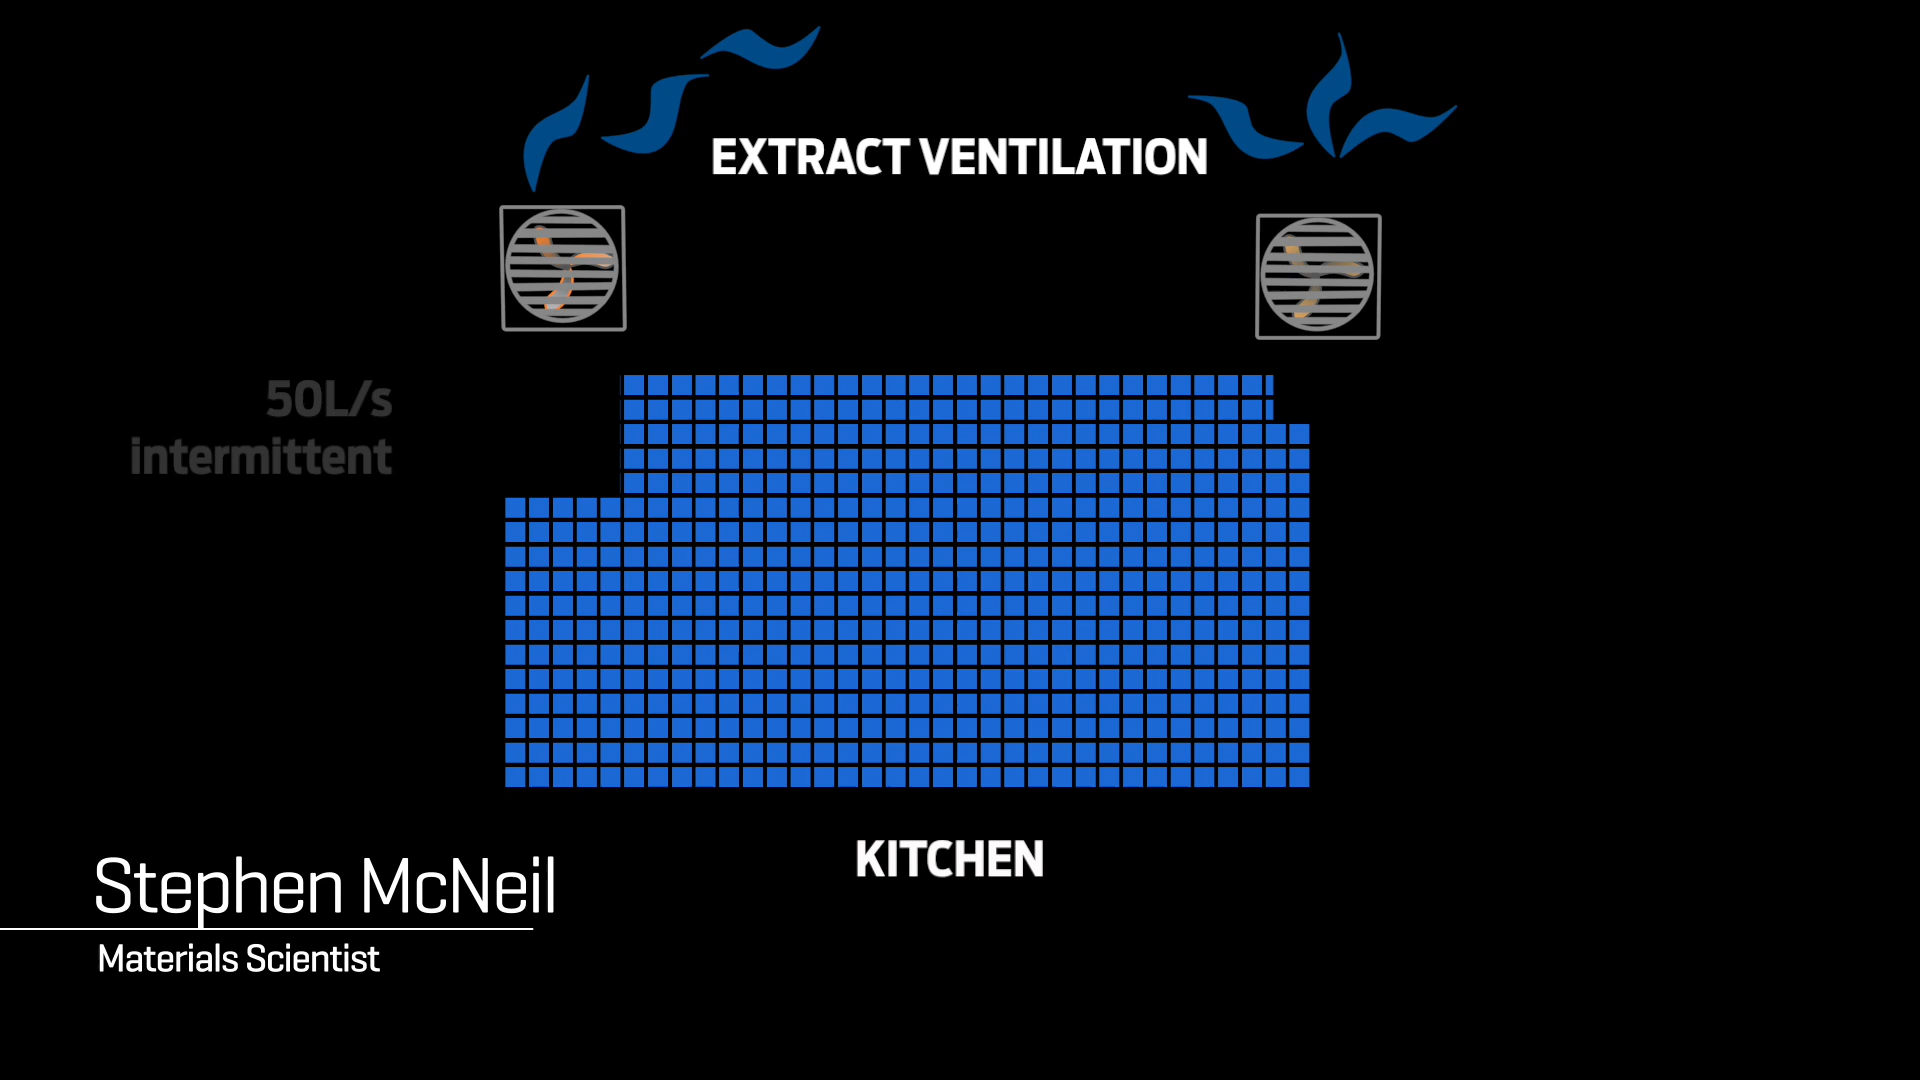 EXTRACT VENTILATION
50L/s
intermittent
KITCHEN
Stephen McNeil
Materials Scientist